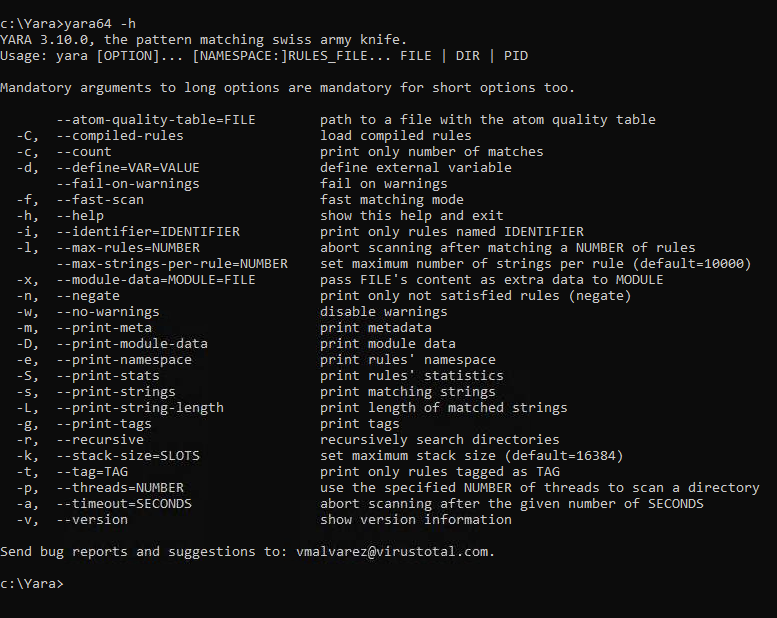 c:\Yara>yara64 -h
YARA 3.10.0, the pattern matching swiss army knife.
Usage: yara [OPTION]... [NAMESPACE:]RULES_FILE... FILE | DIR | PID
Mandatory arguments to long options are mandatory for short options too.
--atom-quality-table=FILE path to a file with the atom quality table
-C, --compiled-rules load compiled rules
-c, --count print only number of matches
-d, --define=VAR=VALUE define external variable
--fail-on-warnings fail on warnings
-f, --fast-scan fast matching mode
-h, --help show this help and exit
-i, --identifier=IDENTIFIER print only rules named IDENTIFIER
-l, --max-rules=NUMBER abort scanning after matching a NUMBER of rules
--max-strings-per-rule=NUMBER set maximum number of strings per rule (default=10000)
-x, --module-data=MODULE=FILE pass FILE's content as extra data to MODULE
-n, --negate print only not satisfied rules (negate)
-w, --no-warnings disable warnings
-m, --print-meta print metadata
-D, --print-module-data print module data
-e, --print-namespace print rules' namespace
-S, --print-stats print rules' statistics
-s, --print-strings print matching strings
-L, --print-string-length print length of matched strings
-g, --print-tags print tags
-r, --recursive recursively search directories
-k, --stack-size=SLOTS set maximum stack size (default=16384)
-t, --tag=TAG print only rules tagged as TAG
-p, --threads=NUMBER use the specified NUMBER of threads to scan a directory
-a, --timeout=SECONDS abort scanning after the given number of SECONDS
-v, --version show version information
Send bug reports and suggestions to: vmalvarez@virustotal.com.
c:\Yara>